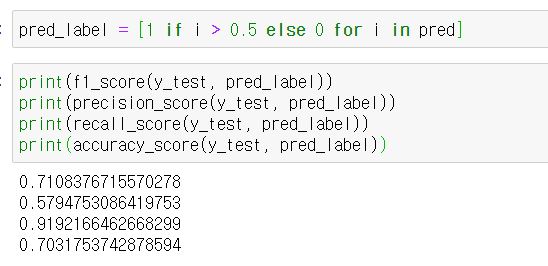 pred_label = [1 if i > 0.5 else 0 for i in pred]
print(f1_score(y_test, pred_label))
print(precision_score(y_test, pred_label))
print(recall_score(y_test, pred_label))
print(accuracy_score(y_test, pred_label))
0.7108376715570278
0.5794753086419753
0.9192166462668299
0.7031753742878594